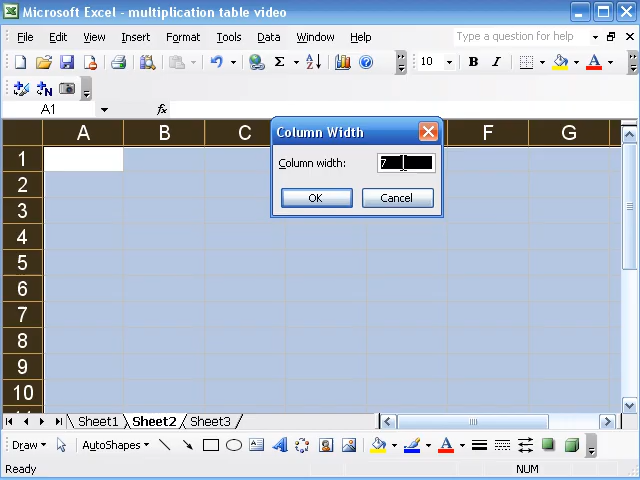 Microsoft Excel - multiplication table video
File Edit View Insert Format Tools Data Window Help Type a question for help
10 B I U
A1 fx
A B C F G
Column Width
Column width: 7
OK Cancel
1
2
3
4
5
6
7
8
9
10
Sheet1 Sheet2 Sheet3
Draw AutoShapes
Ready NUM